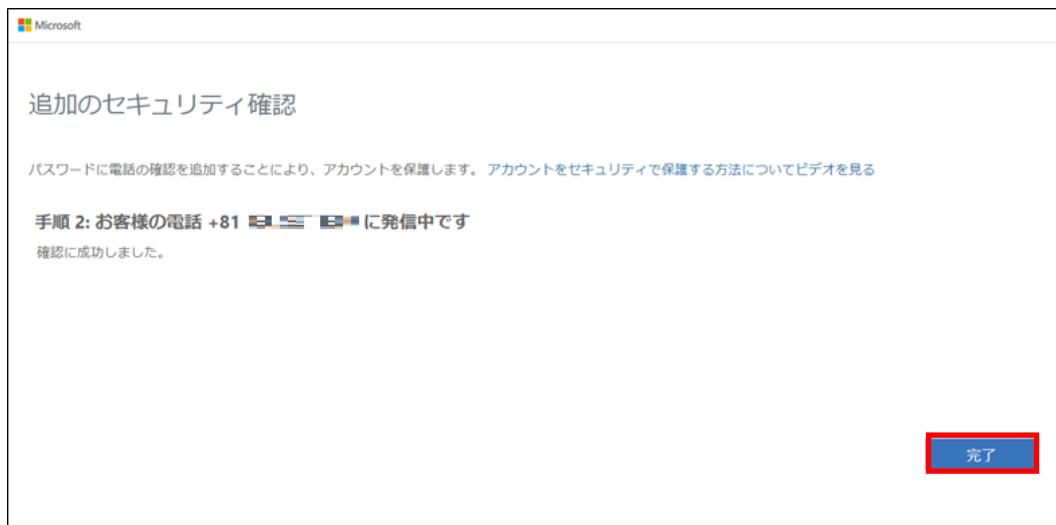 Microsoft
追加のセキュリティ確認
パスワードに電話の確認を追加することにより、アカウントを保護します。 アカウントをセキュリティで保護する方法についてビデオを見る
手順 2: お客様の電話 +81 に発信中です
確認に成功しました。
完了